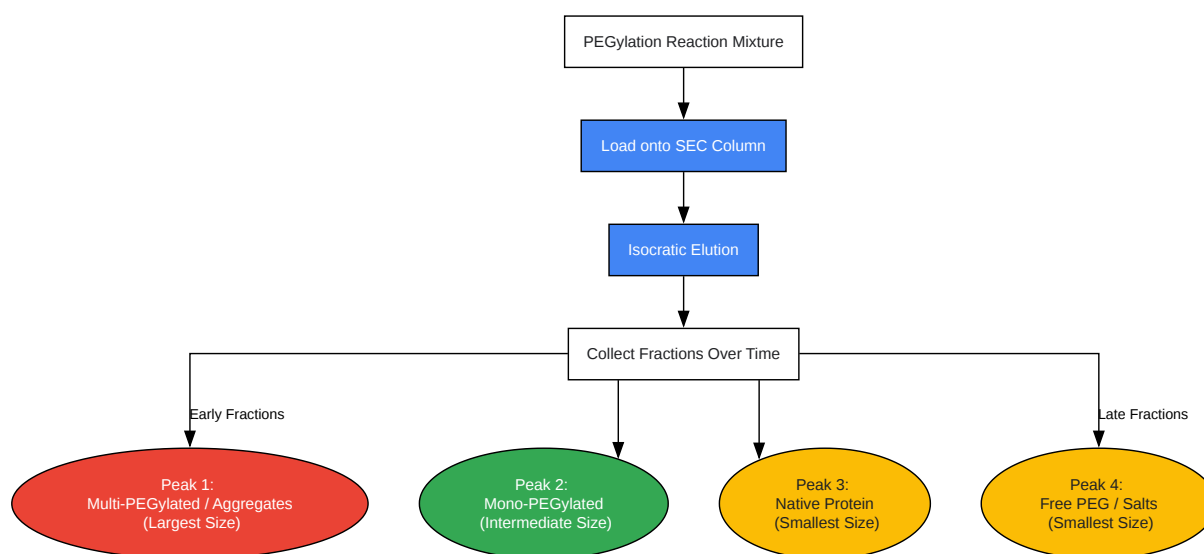 PEGylation Reaction Mixture
Load onto SEC Column
Isocratic Elution
Collect Fractions Over Time
Early Fractions
Late Fractions
Peak 1:
Multi-PEGylated / Aggregates
(Largest Size)
Peak 2:
Mono-PEGylated
(Intermediate Size)
Peak 3:
Native Protein
(Smallest Size)
Peak 4:
Free PEG / Salts
(Smallest Size)